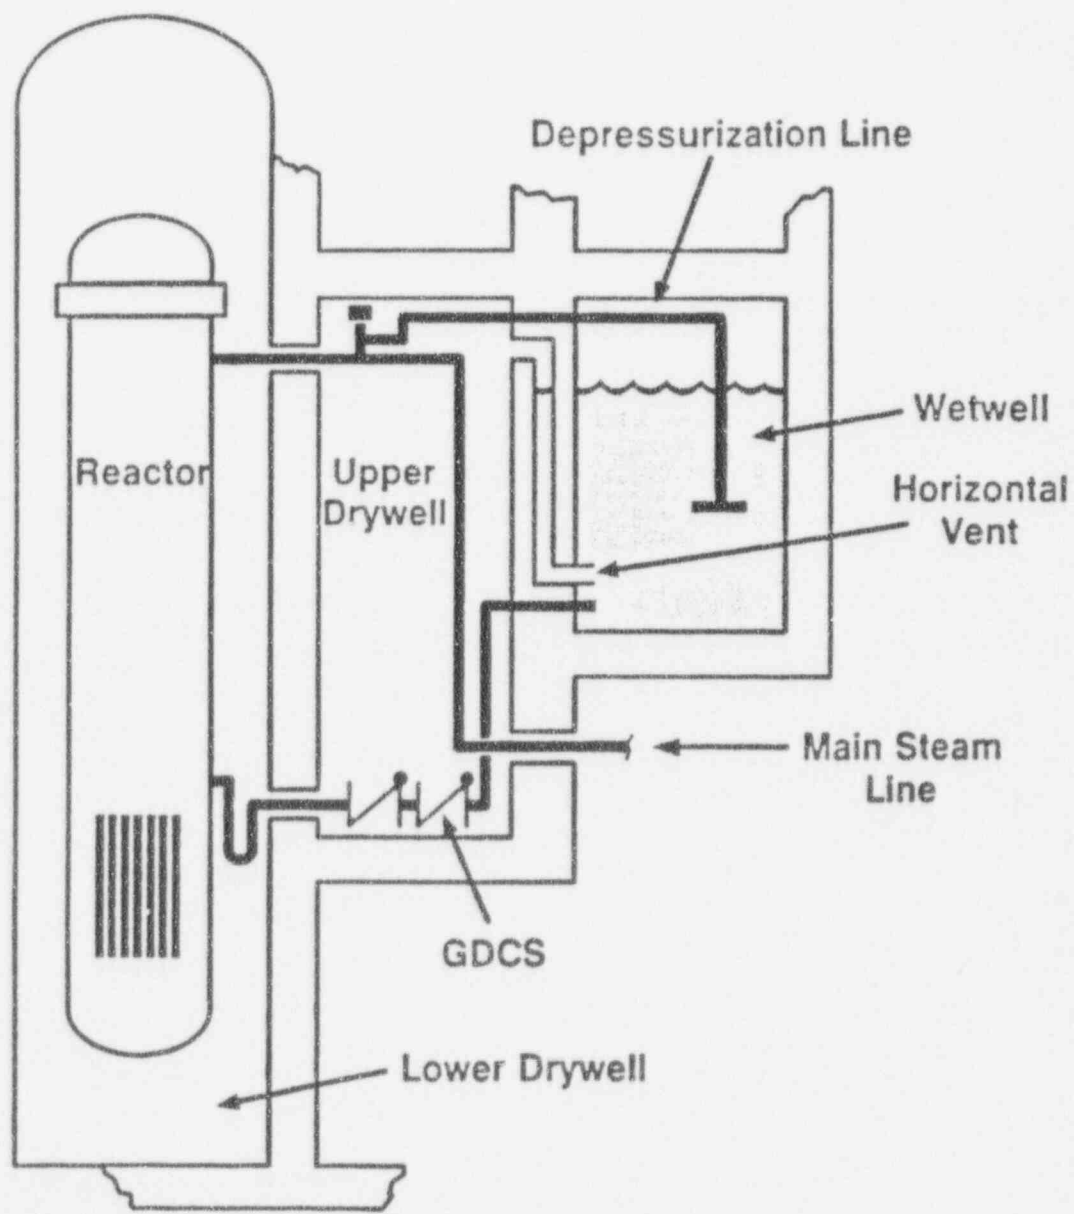 Depressurization Line
Wetwell
Reactor
Upper
Drywell
Horizontal
Vent
Main Steam
Line
GDCS
Lower Drywell